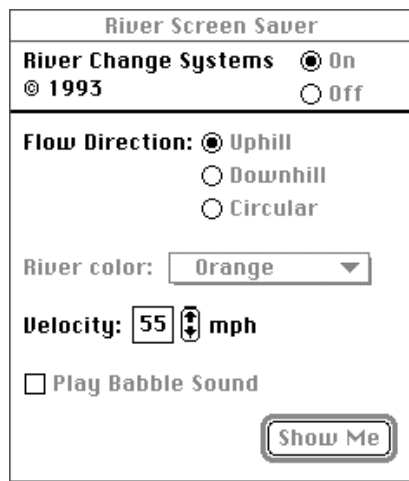 River Screen Saver
River Change Systems On
© 1993 Off
Flow Direction: Uphill
Downhill
Circular
River color: Orange
Velocity: 55 mph
Play Babble Sound
Show Me